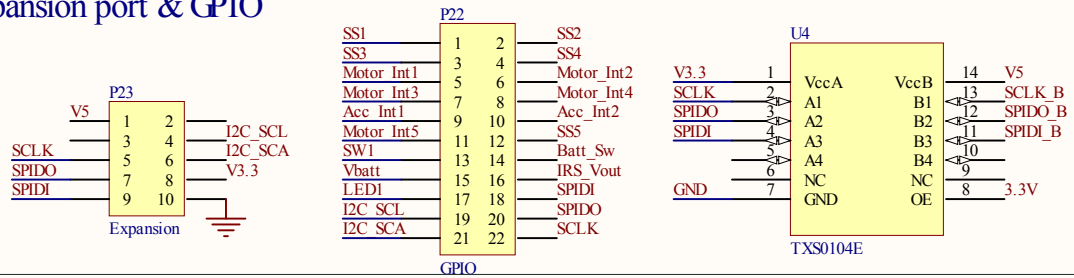 pansion port & GPIO
P23
V5 1 2
3 4 I2C_SCL
SCLK 5 6 I2C_SCA
SPIDO 7 8 V3.3
SPIDI 9 10
Expansion
P22
SS1 1 2 SS2
SS3 3 4 SS4
Motor_Int1 5 6 Motor_Int2
Motor_Int3 7 8 Motor_Int4
Acc_Int1 9 10 Acc_Int2
Motor_Int5 11 12 SS5
SW1 13 14 Batt_Sw
Vbatt 15 16 IRS_Vout
LED1 17 18 SPIDI
I2C_SCL 19 20 SPIDO
I2C_SCA 21 22 SCLK
GPIO
U4
V3.3 1 VccA VccB 14 V5
SCLK 2 A1 B1 13 SCLK_B
SPIDO 3 A2 B2 12 SPIDO_B
SPIDI 4 A3 B3 11 SPIDI_B
5 A4 B4 10
6 NC NC 9
GND 7 GND OE 8 3.3V
TXS0104E